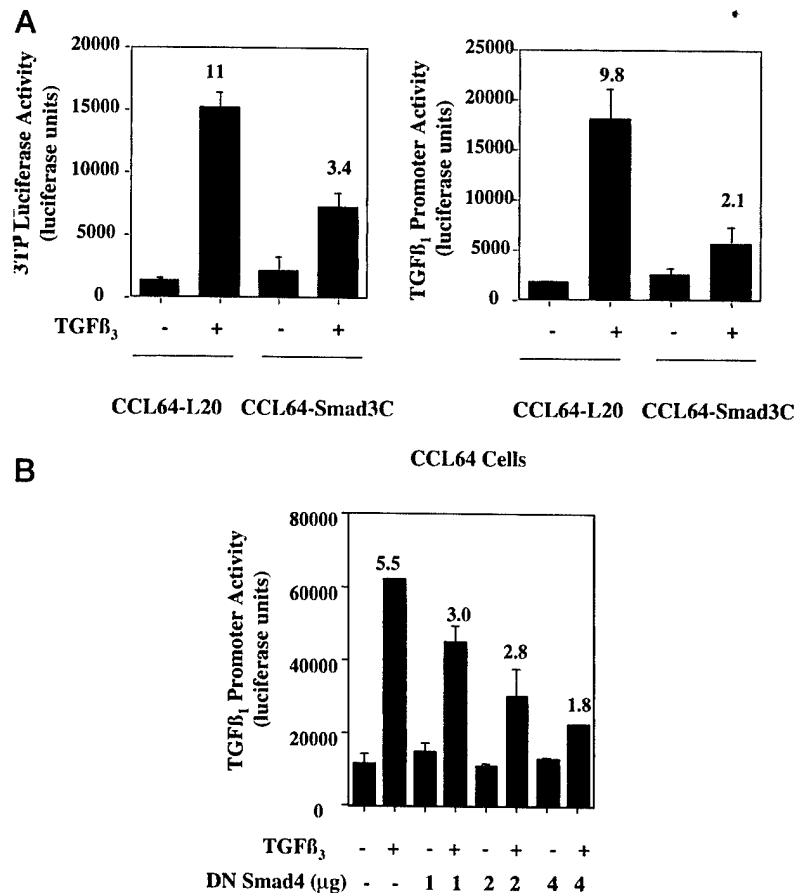 A
3TP Luciferase Activity
(luciferase units)
20000
15000
10000
5000
0
11
3.4
TGFß₃ - + - +
CCL64-L20 CCL64-Smad3C
TGFß₁ Promoter Activity
(luciferase units)
25000
20000
15000
10000
5000
0
9.8
2.1
- + - +
CCL64-L20 CCL64-Smad3C
B
CCL64 Cells
TGFß₁ Promoter Activity
(luciferase units)
80000
60000
40000
20000
0
5.5
3.0
2.8
1.8
TGFß₃ - + - + - + - +
DN Smad4 (µg) - - 1 1 2 2 4 4